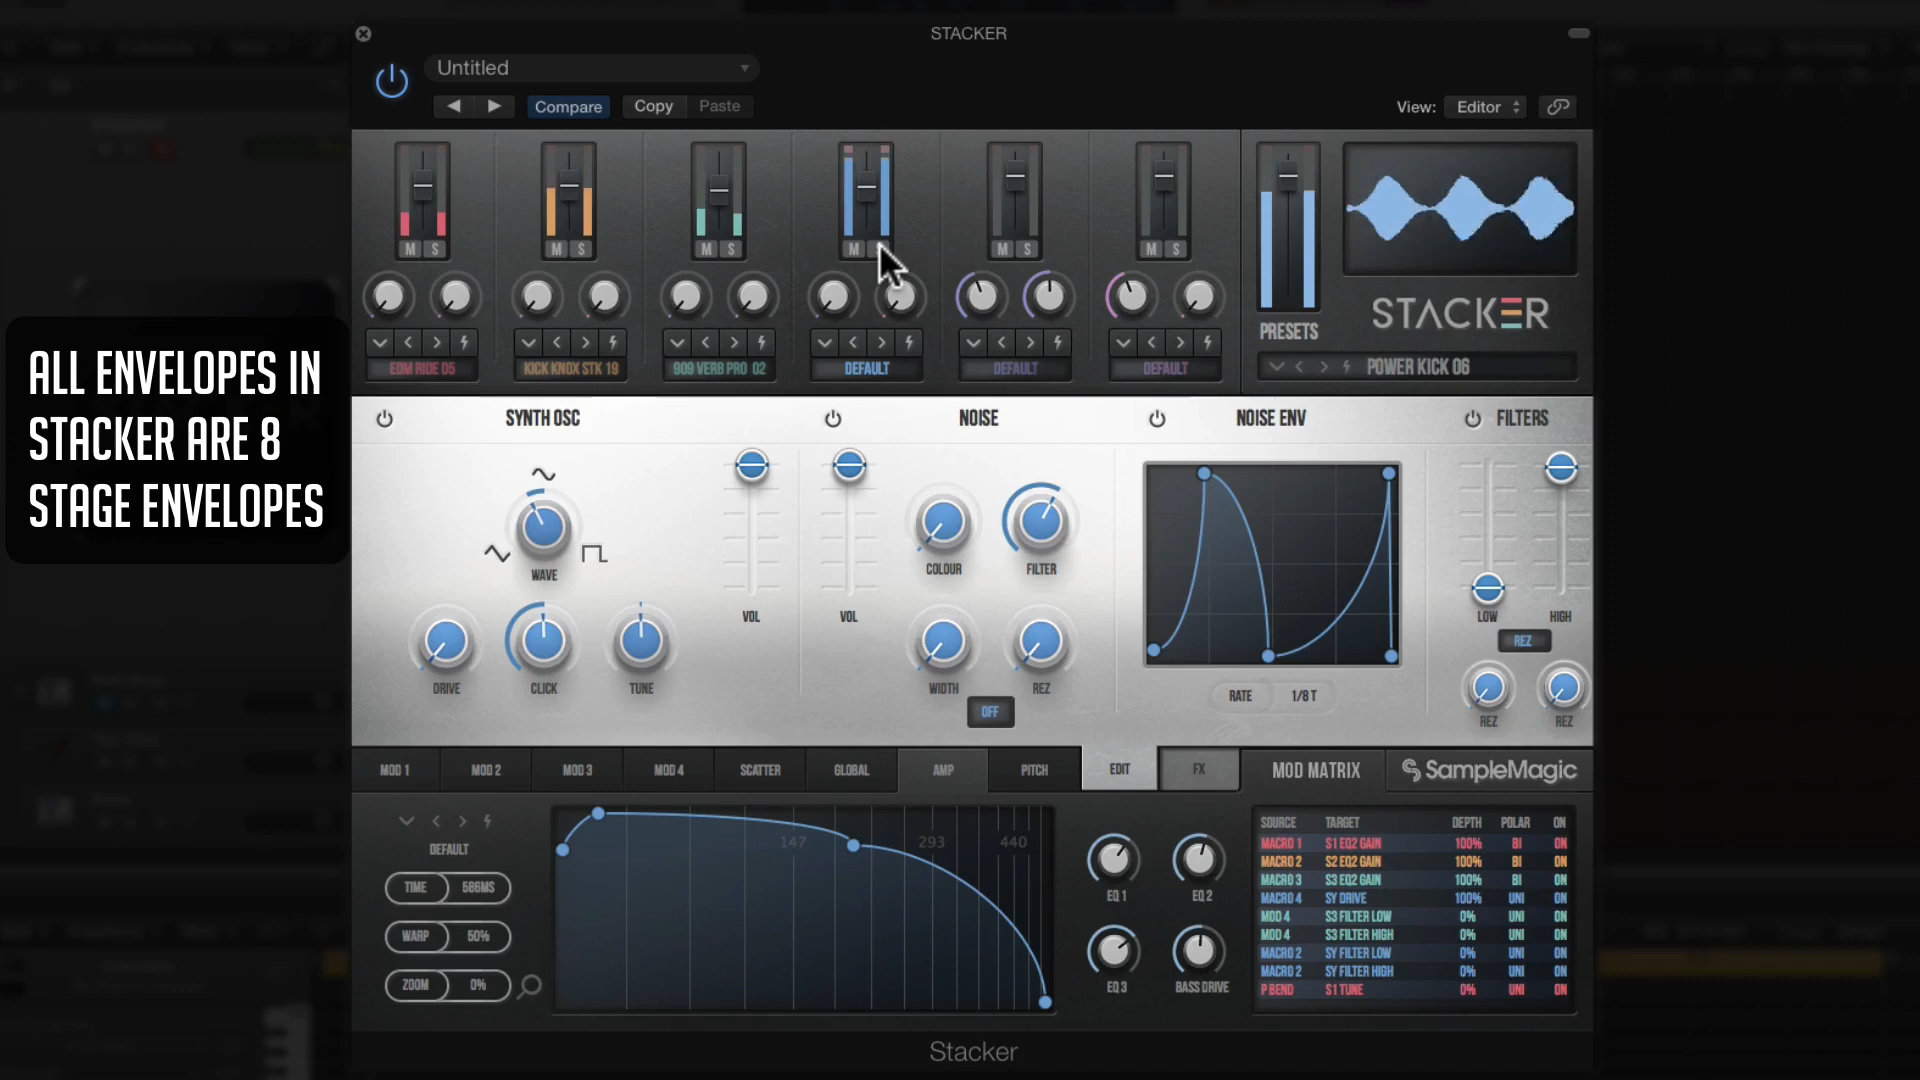 STACKER
Untitled
Compare
Copy
Paste
View:
Editor
M S
M S
M S
M
M S
M S
EDM RIDE 05
KICK KNOX STK 19
909 VERB PRO 02
DEFAULT
DEFAULT
DEFAULT
PRESETS
STACKER
POWER KICK 06
ALL ENVELOPES IN
STACKER ARE 8
STAGE ENVELOPES
SYNTH OSC
NOISE
NOISE ENV
FILTERS
WAVE
DRIVE
CLICK
TUNE
VOL
VOL
COLOUR
FILTER
WIDTH
REZ
OFF
RATE
1/8 T
LOW
HIGH
REZ
REZ
REZ
MOD 1
MOD 2
MOD 3
MOD 4
SCATTER
GLOBAL
AMP
PITCH
EDIT
FX
MOD MATRIX
SampleMagic
DEFAULT
TIME 586MS
WARP 50%
ZOOM 0%
147
293
440
EQ 1
EQ 2
EQ 3
BASS DRIVE
SOURCE TARGET DEPTH POLAR ON
MACRO 1 S1 EQ2 GAIN 100% BI ON
MACRO 2 S2 EQ2 GAIN 100% BI ON
MACRO 3 S3 EQ2 GAIN 100% BI ON
MACRO 4 SY DRIVE 100% UNI ON
MOD 4 S3 FILTER LOW 0% UNI ON
MOD 4 S3 FILTER HIGH 0% UNI ON
MACRO 2 SY FILTER LOW 0% UNI ON
MACRO 2 SY FILTER HIGH 0% UNI ON
P BEND S1 TUNE 0% UNI ON
Stacker